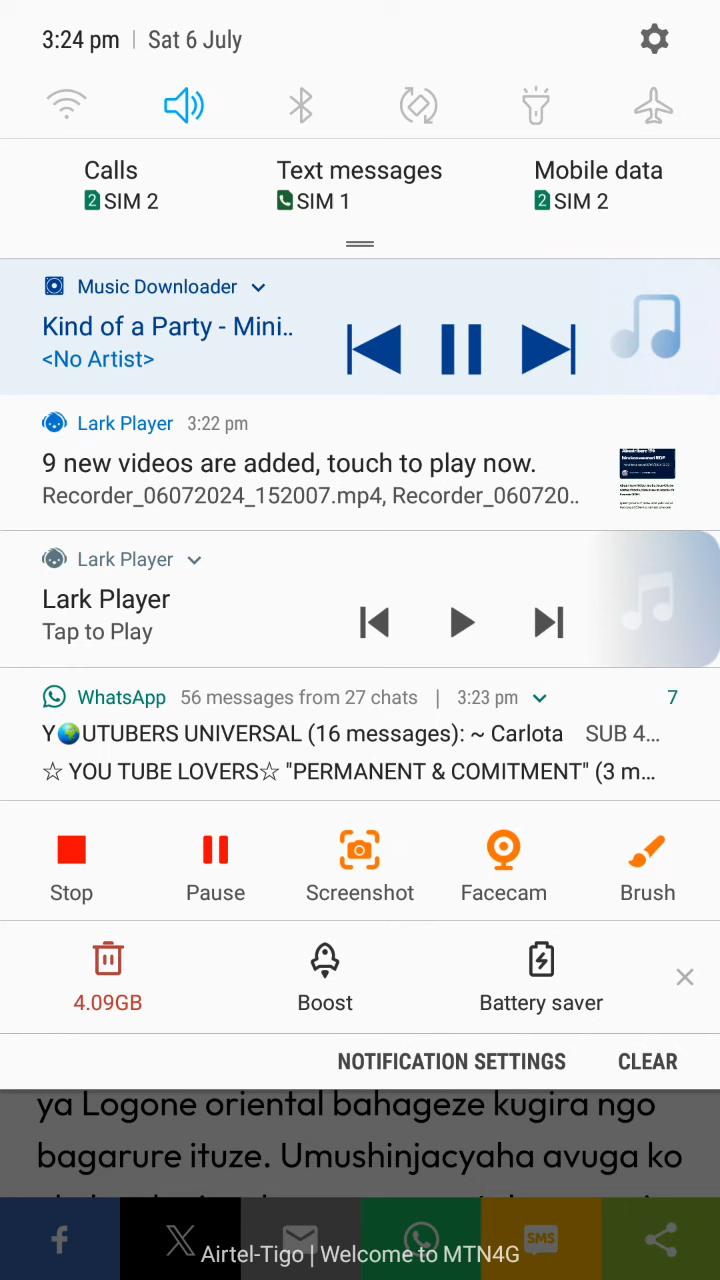 3:24 pm | Sat 6 July
Calls
2 SIM 2
Text messages
SIM 1
Mobile data
2 SIM 2
Music Downloader
Kind of a Party - Mini..
<No Artist>
Lark Player 3:22 pm
9 new videos are added, touch to play now.
Recorder_06072024_152007.mp4, Recorder_060720..
Lark Player
Lark Player
Tap to Play
WhatsApp 56 messages from 27 chats | 3:23 pm 7
Y🌍UTUBERS UNIVERSAL (16 messages): ~ Carlota SUB 4...
☆ YOU TUBE LOVERS☆ "PERMANENT & COMITMENT" (3 m...
Stop
Pause
Screenshot
Facecam
Brush
4.09GB
Boost
Battery saver
NOTIFICATION SETTINGS
CLEAR
ya Logone oriental bahageze kugira ngo
bagarure ituze. Umushinjacyaha avuga ko
SMS
Airtel-Tigo | Welcome to MTN4G